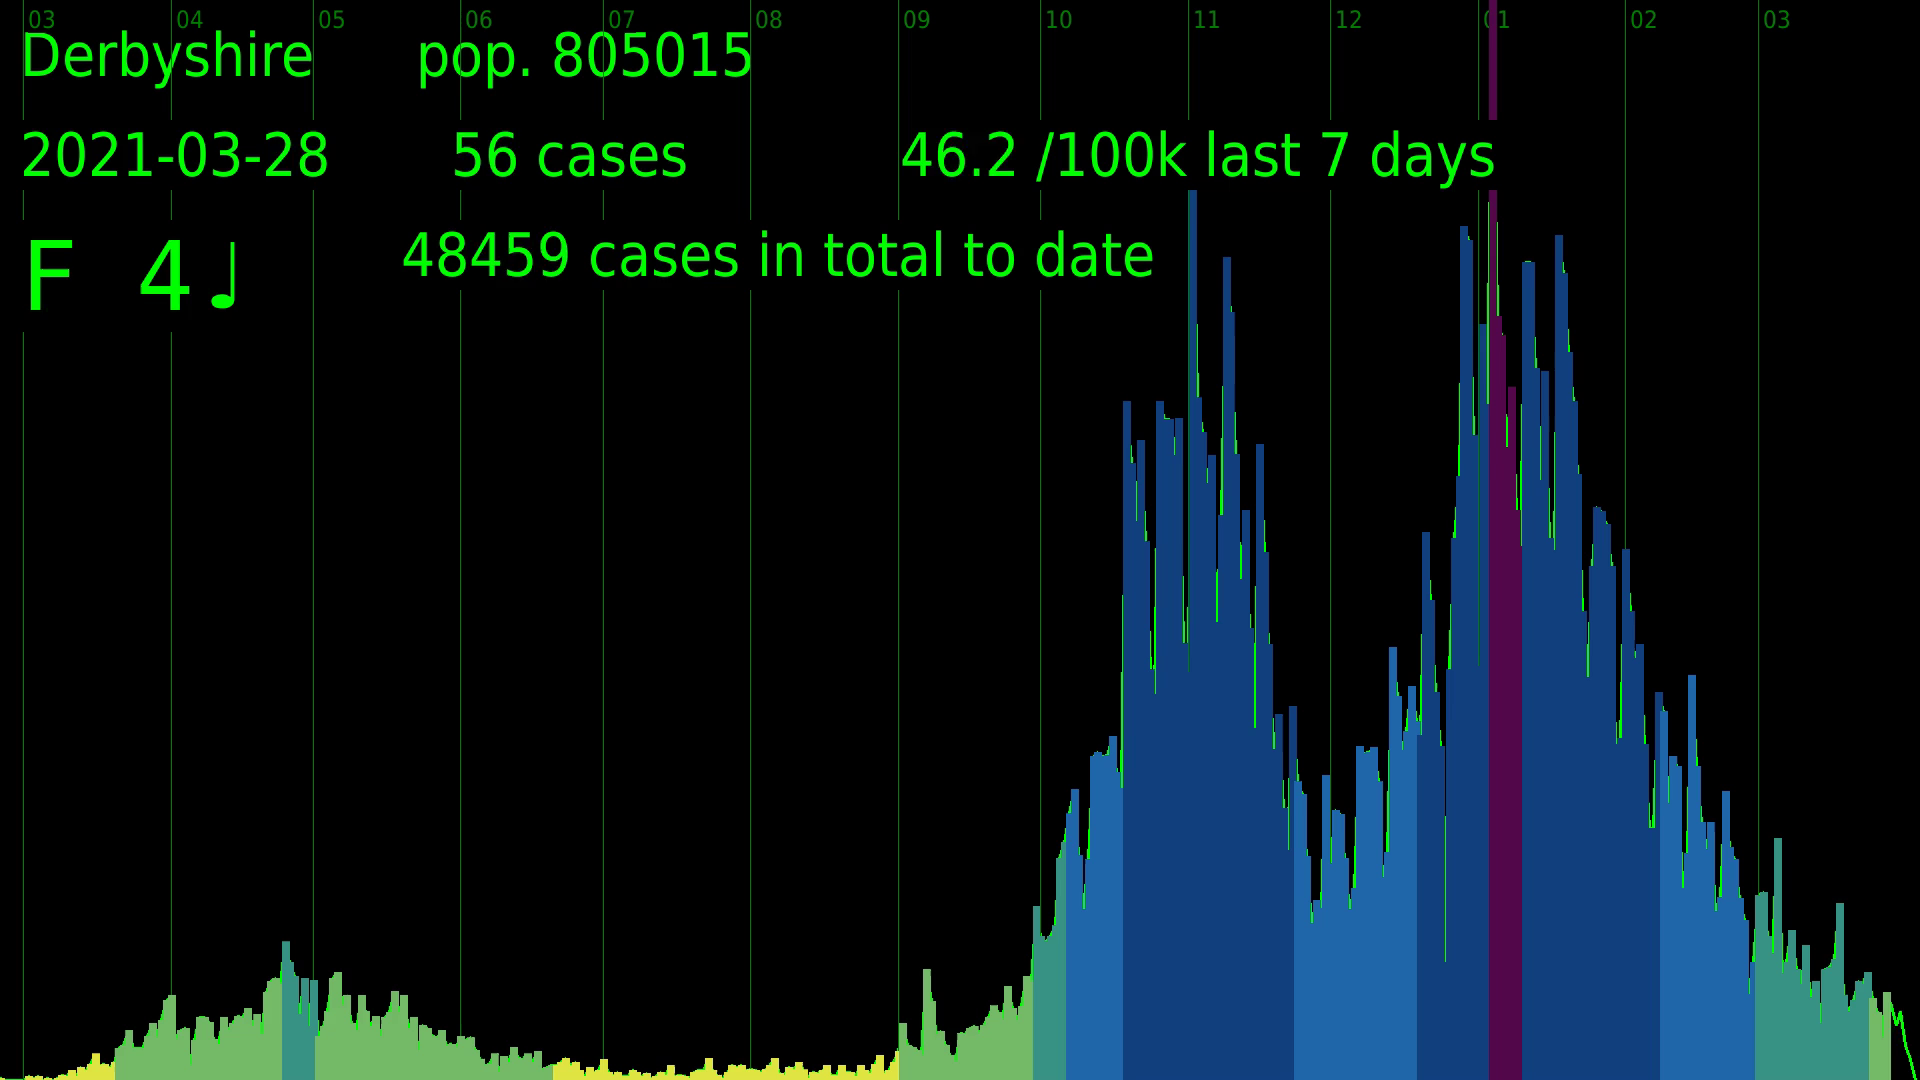 03 04 05 06 07 08 09 10 11 12 01 02 03
Derbyshire pop. 805015
2021-03-28 56 cases 46.2 /100k last 7 days
F 4♩ 48459 cases in total to date